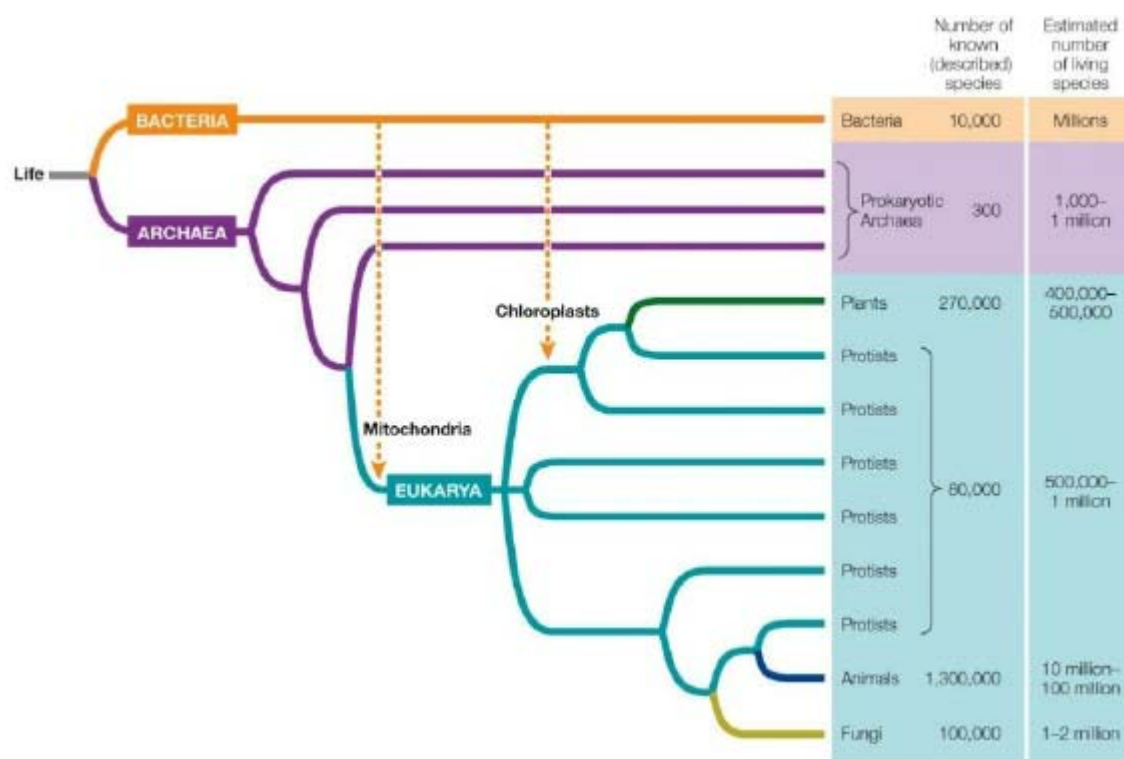 Number of
known
(described)
species
Estimated
number
of living
species
BACTERIA
Bacteria 10,000 Millions
Life
ARCHAEA
Prokaryotic
Archaea
300
1,000–
1 million
Chloroplasts
Plants 270,000
400,000–
500,000
Protists
Protists
Mitochondria
Protists
EUKARYA
80,000
500,000–
1 million
Protists
Protists
Protists
Animals 1,300,000
10 million–
100 million
Fungi 100,000 1–2 million